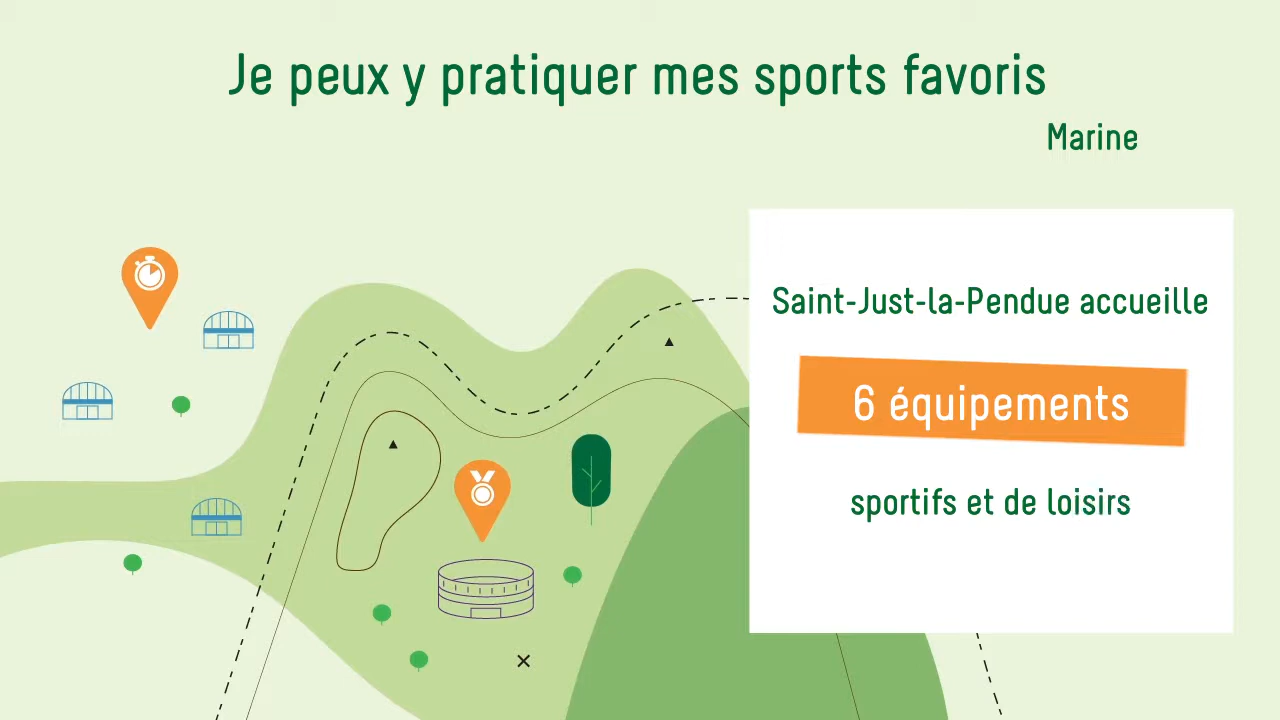 Je peux y pratiquer mes sports favoris
Marine
Saint-Just-la-Pendue accueille
6 équipements
sportifs et de loisirs